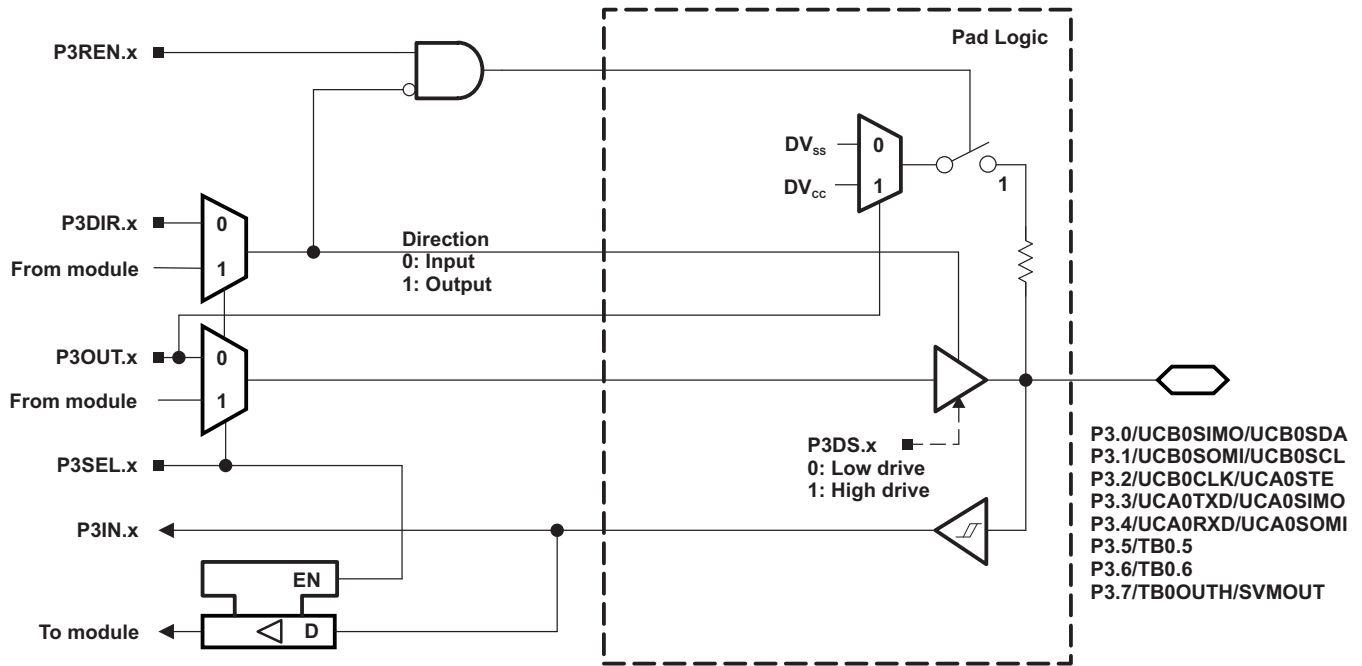 Pad Logic
P3REN.x
DVSS
0
DVCC
1
1
P3DIR.x
0
From module
1
Direction
0: Input
1: Output
P3OUT.x
0
From module
1
P3DS.x
0: Low drive
1: High drive
P3SEL.x
P3IN.x
EN
To module
D
P3.0/UCB0SIMO/UCB0SDA
P3.1/UCB0SOMI/UCB0SCL
P3.2/UCB0CLK/UCA0STE
P3.3/UCA0TXD/UCA0SIMO
P3.4/UCA0RXD/UCA0SOMI
P3.5/TB0.5
P3.6/TB0.6
P3.7/TB0OUTH/SVMOUT